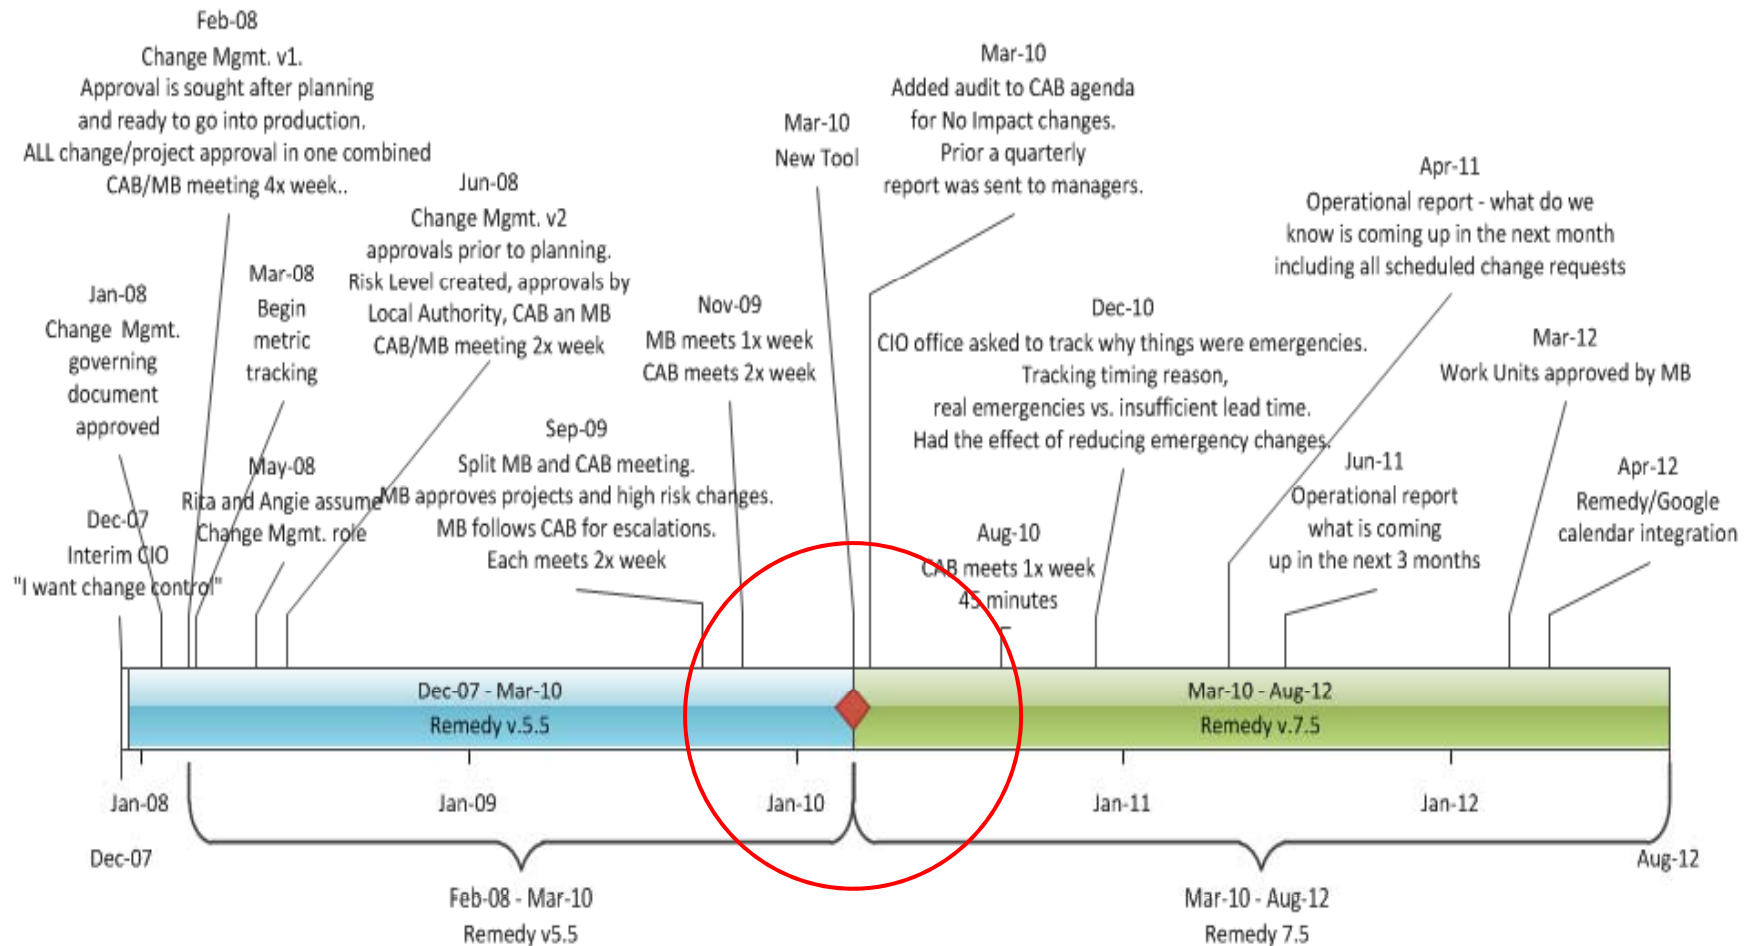 Feb-08
Change Mgmt. v1.
Approval is sought after planning
and ready to go into production.
ALL change/project approval in one combined
CAB/MB meeting 4x week..
Mar-10
Added audit to CAB agenda
for No Impact changes.
Prior a quarterly
report was sent to managers.
Mar-10
New Tool
Jun-08
Change Mgmt. v2
approvals prior to planning.
Risk Level created, approvals by
Local Authority, CAB an MB
CAB/MB meeting 2x week
Apr-11
Operational report - what do we
know is coming up in the next month
including all scheduled change requests
Jan-08
Change Mgmt.
governing
document
approved
Mar-08
Begin
metric
tracking
Nov-09
MB meets 1x week
CAB meets 2x week
Dec-10
CIO office asked to track why things were emergencies.
Tracking timing reason,
real emergencies vs. insufficient lead time.
Had the effect of reducing emergency changes.
Mar-12
Work Units approved by MB
May-08
Rita and Angie assume
Change Mgmt. role
Sep-09
Split MB and CAB meeting.
MB approves projects and high risk changes.
MB follows CAB for escalations.
Each meets 2x week
Jun-11
Operational report
what is coming
up in the next 3 months
Apr-12
Remedy/Google
calendar integration
Dec-07
Interim CIO
"I want change control"
Aug-10
CAB meets 1x week
45 minutes
Dec-07 - Mar-10
Remedy v.5.5
Mar-10 - Aug-12
Remedy v.7.5
Jan-08
Jan-09
Jan-10
Jan-11
Jan-12
Dec-07
Aug-12
Feb-08 - Mar-10
Remedy v5.5
Mar-10 - Aug-12
Remedy 7.5